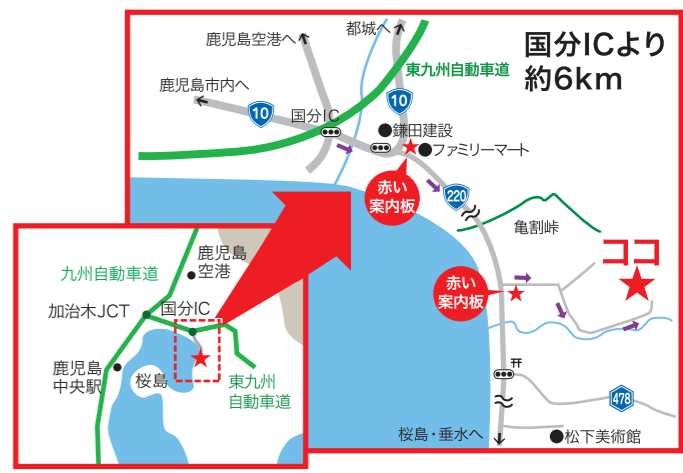 国分ICより
約6km
都城へ
鹿児島空港へ
東九州自動車道
鹿児島市内へ
10
10
国分IC
鎌田建設
ファミリーマート
赤い
案内板
220
亀割峠
ココ
赤い
案内板
478
桜島・垂水へ
松下美術館
鹿児島
空港
九州自動車道
加治木JCT
国分IC
鹿児島
中央駅
桜島
東九州
自動車道